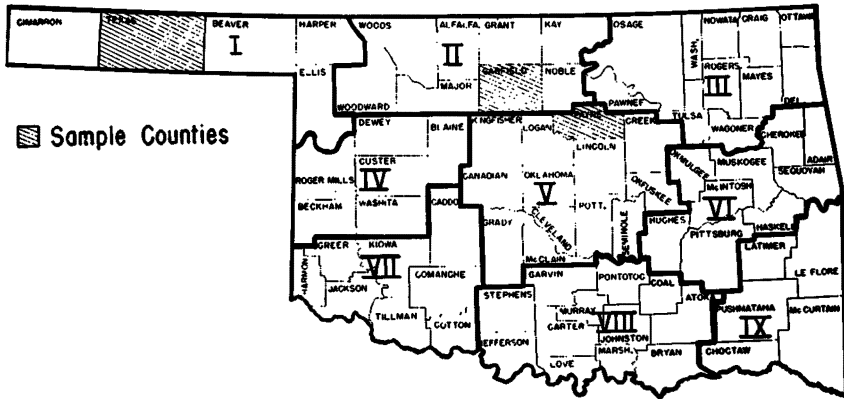 CIMARRON
TEXAS
BEAVER
HARPER
WOODS
ALFALFA
GRANT
KAY
OSAGE
NOWATA
CRAIG
OTTAWA
I
II
ELLIS
MAJOR
GARFIELD
NOBLE
WASH.
ROGERS
III
MAYES
WOODWARD
PAWNEE
TULSA
DEL.
Sample Counties
DEWEY
BLAINE
KINGFISHER
LOGAN
PAYNE
CREEK
WAGONER
CHEROKEE
ADAIR
LINCOLN
CUSTER
OKMULGEE
MUSKOGEE
SEQUOYAH
ROGER MILLS
IV
CANADIAN
OKLAHOMA
V
OKFUSKEE
McINTOSH
VI
BECKHAM
WASHITA
CADDO
POTT.
HUGHES
PITTSBURG
HASKELL
GRADY
CLEVELAND
SEMINOLE
LATIMER
GREER
KIOWA
McCLAIN
VII
HARMON
JACKSON
COMANCHE
GARVIN
PONTOTOC
COAL
LE FLORE
STEPHENS
ATOKA
PUSHMATAHA
McCURTAIN
TILLMAN
COTTON
MURRAY
CARTER
VIII
JOHNSTON
IX
JEFFERSON
MARSH.
LOVE
BRYAN
CHOCTAW